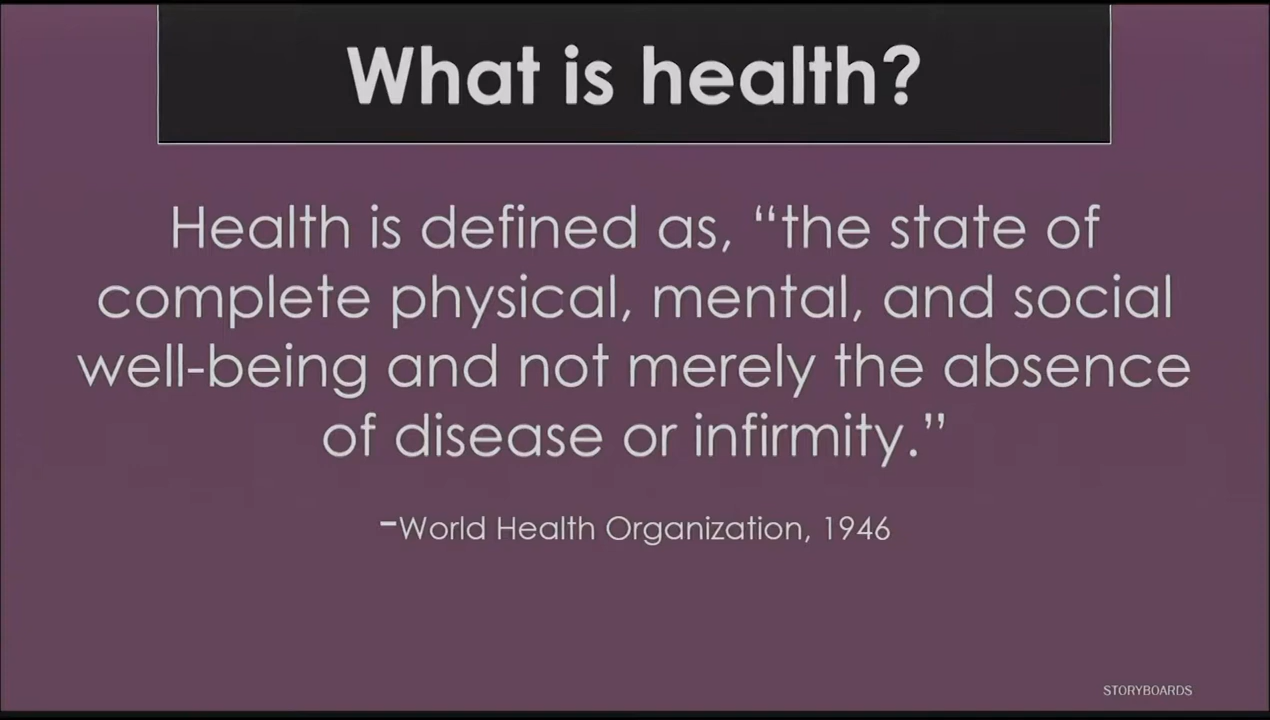 What is health?
Health is defined as, “the state of
complete physical, mental, and social
well-being and not merely the absence
of disease or infirmity.”
-World Health Organization, 1946
STORYBOARDS